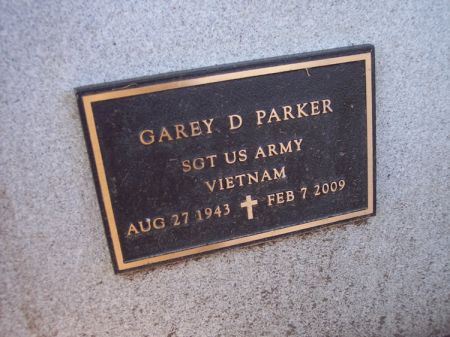 GAREY D PARKER
SGT US ARMY
VIETNAM
AUG 27 1943 FEB 7 2009